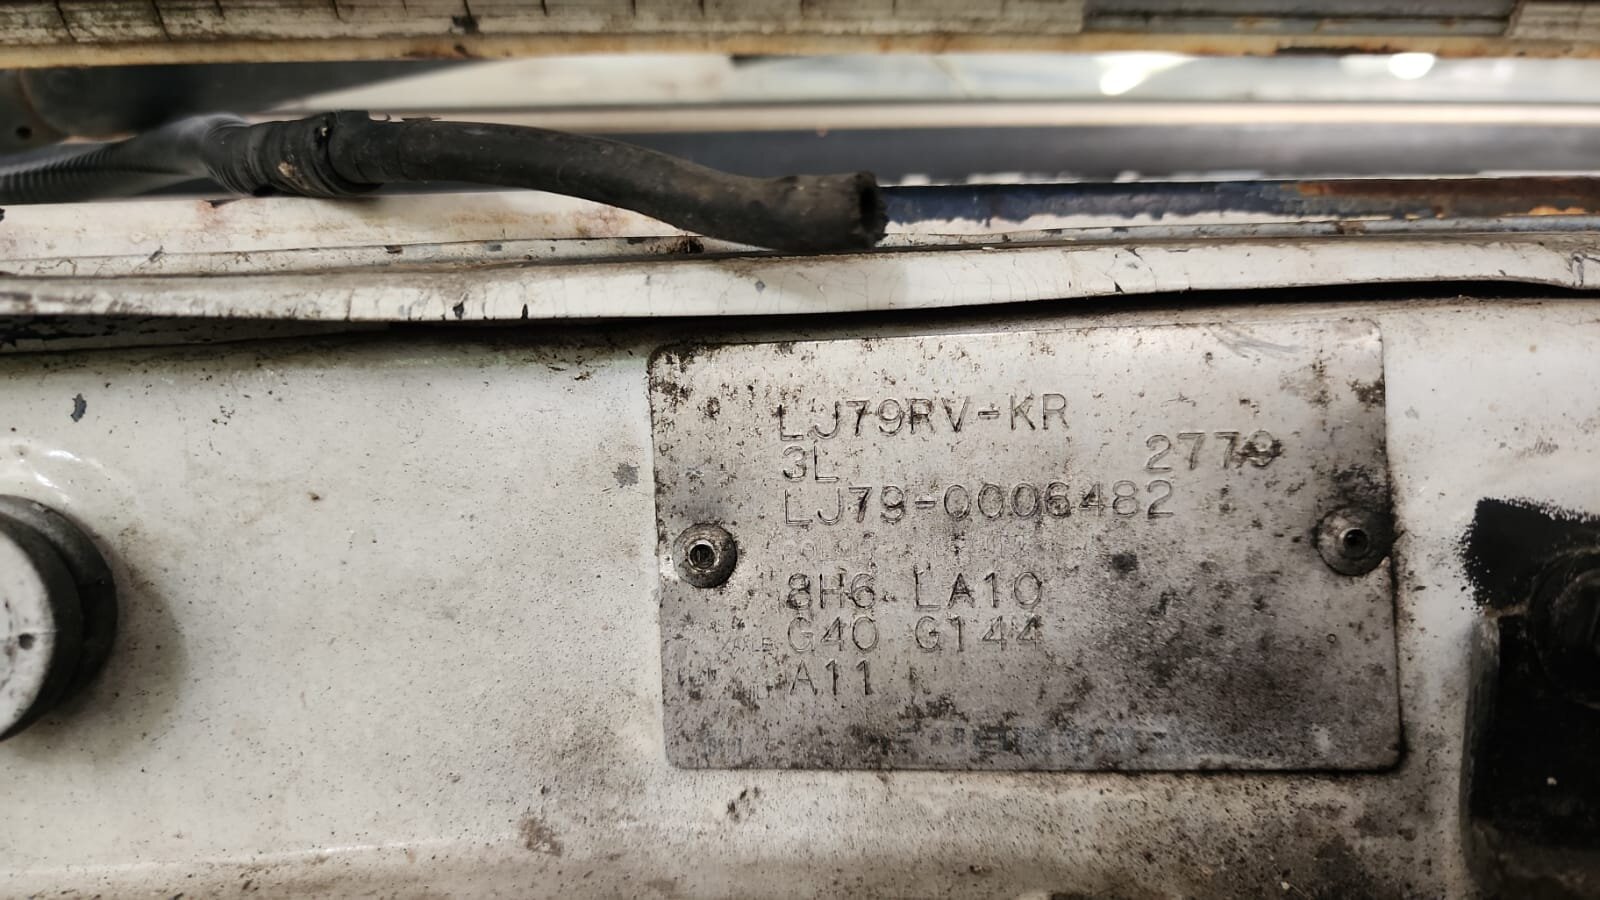 LJ79RV-KR
3L 2779
LJ79-0006482
8H6 LA10
G40 G144
A11